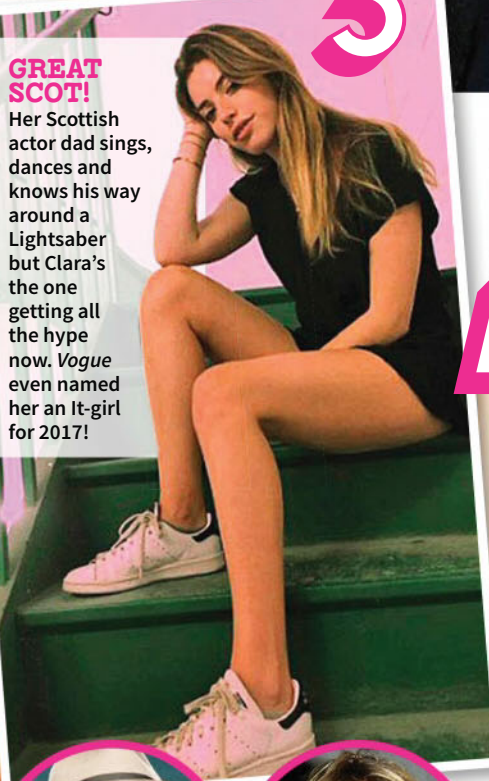 GREAT
SCOT!
Her Scottish
actor dad sings,
dances and
knows his way
around a
Lightsaber
but Clara’s
the one
getting all
the hype
now. Vogue
even named
her an It-girl
for 2017!